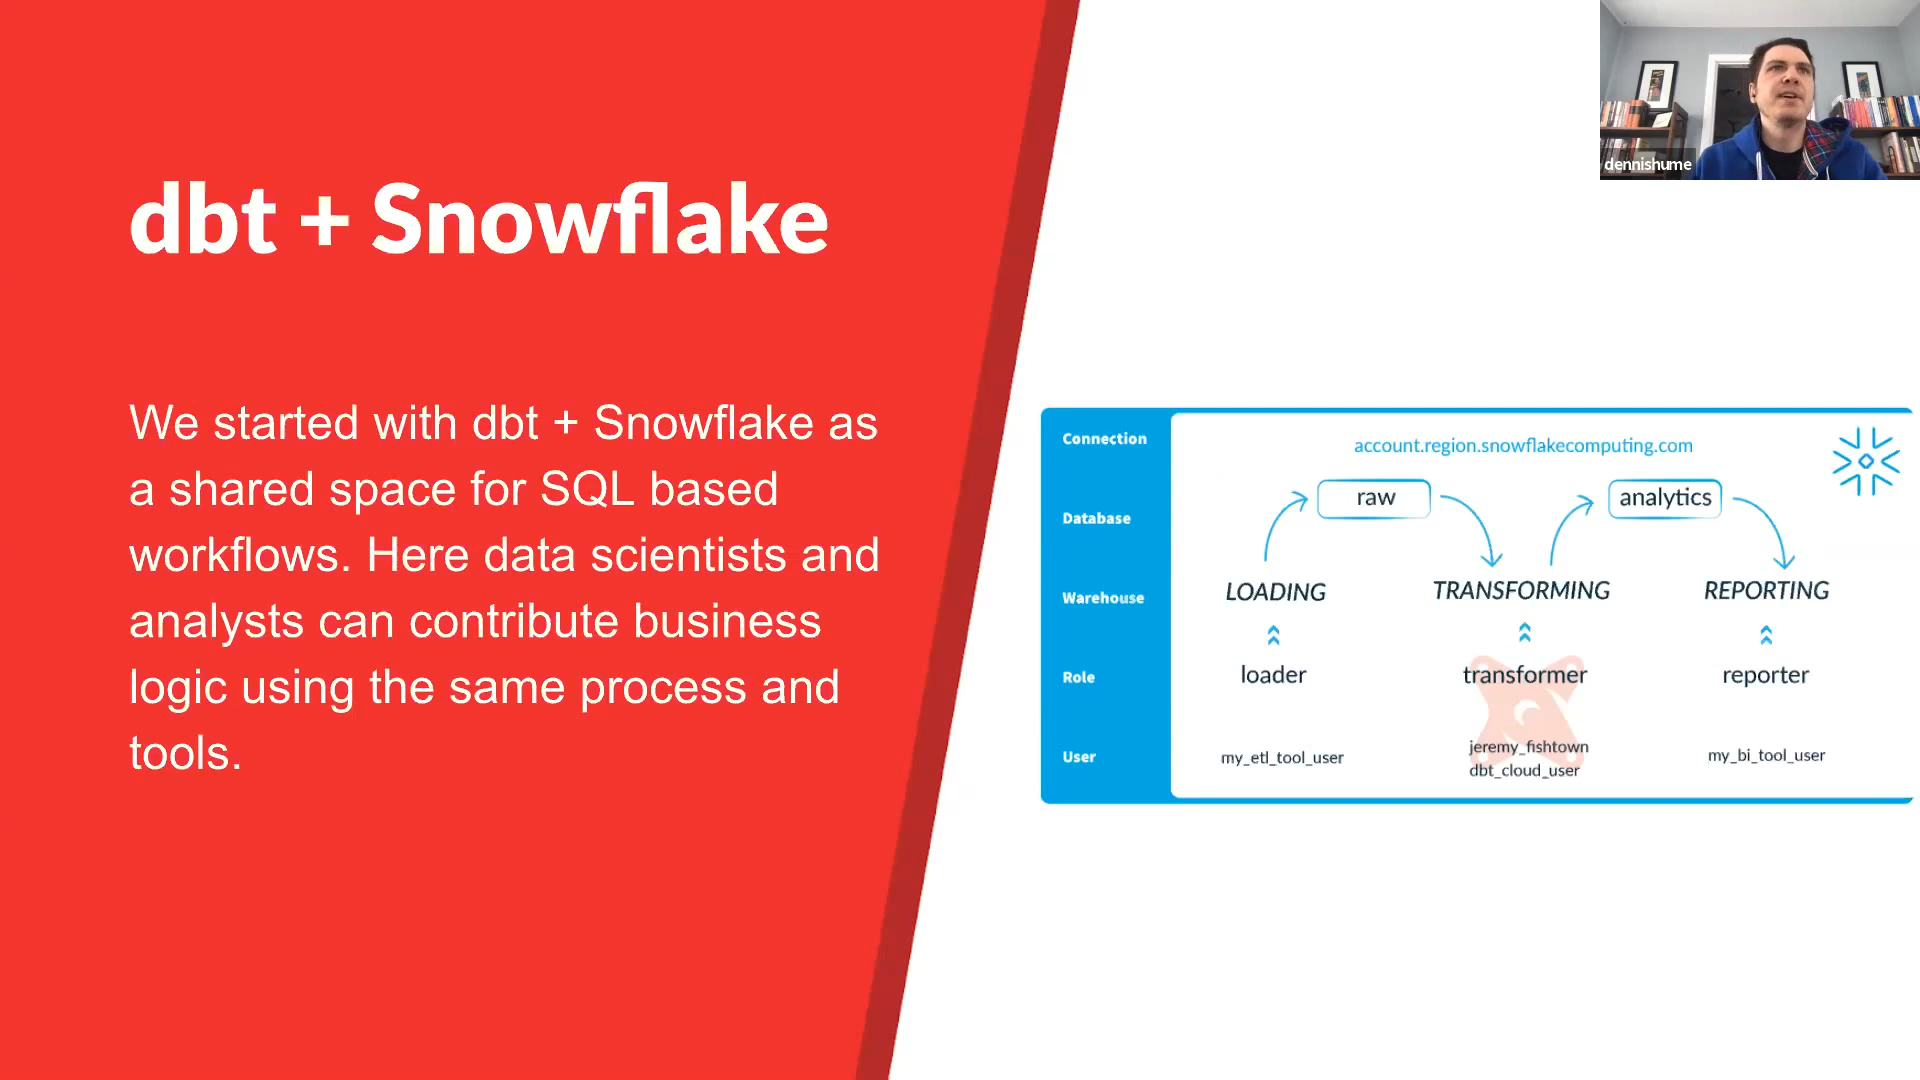 dbt + Snowflake
We started with dbt + Snowflake as
a shared space for SQL based
workflows. Here data scientists and
analysts can contribute business
logic using the same process and
tools.
dennishume
Connection
account.region.snowflakecomputing.com
Database
raw
analytics
Warehouse
LOADING
TRANSFORMING
REPORTING
Role
loader
transformer
reporter
User
my_etl_tool_user
jeremy_fishtown
dbt_cloud_user
my_bi_tool_user